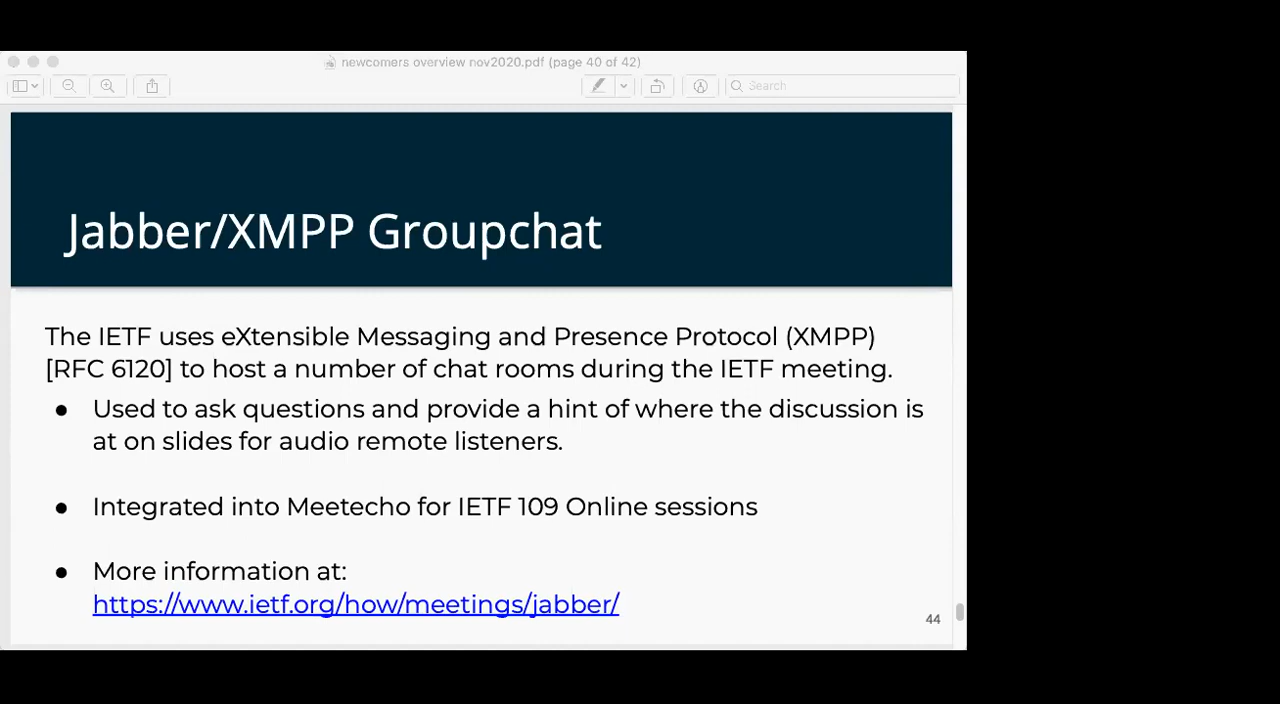 newcomers overview nov2020.pdf (page 40 of 42)
Search
Jabber/XMPP Groupchat
The IETF uses eXtensible Messaging and Presence Protocol (XMPP)
[RFC 6120] to host a number of chat rooms during the IETF meeting.
● Used to ask questions and provide a hint of where the discussion is
at on slides for audio remote listeners.
● Integrated into Meetecho for IETF 109 Online sessions
● More information at:
https://www.ietf.org/how/meetings/jabber/
44